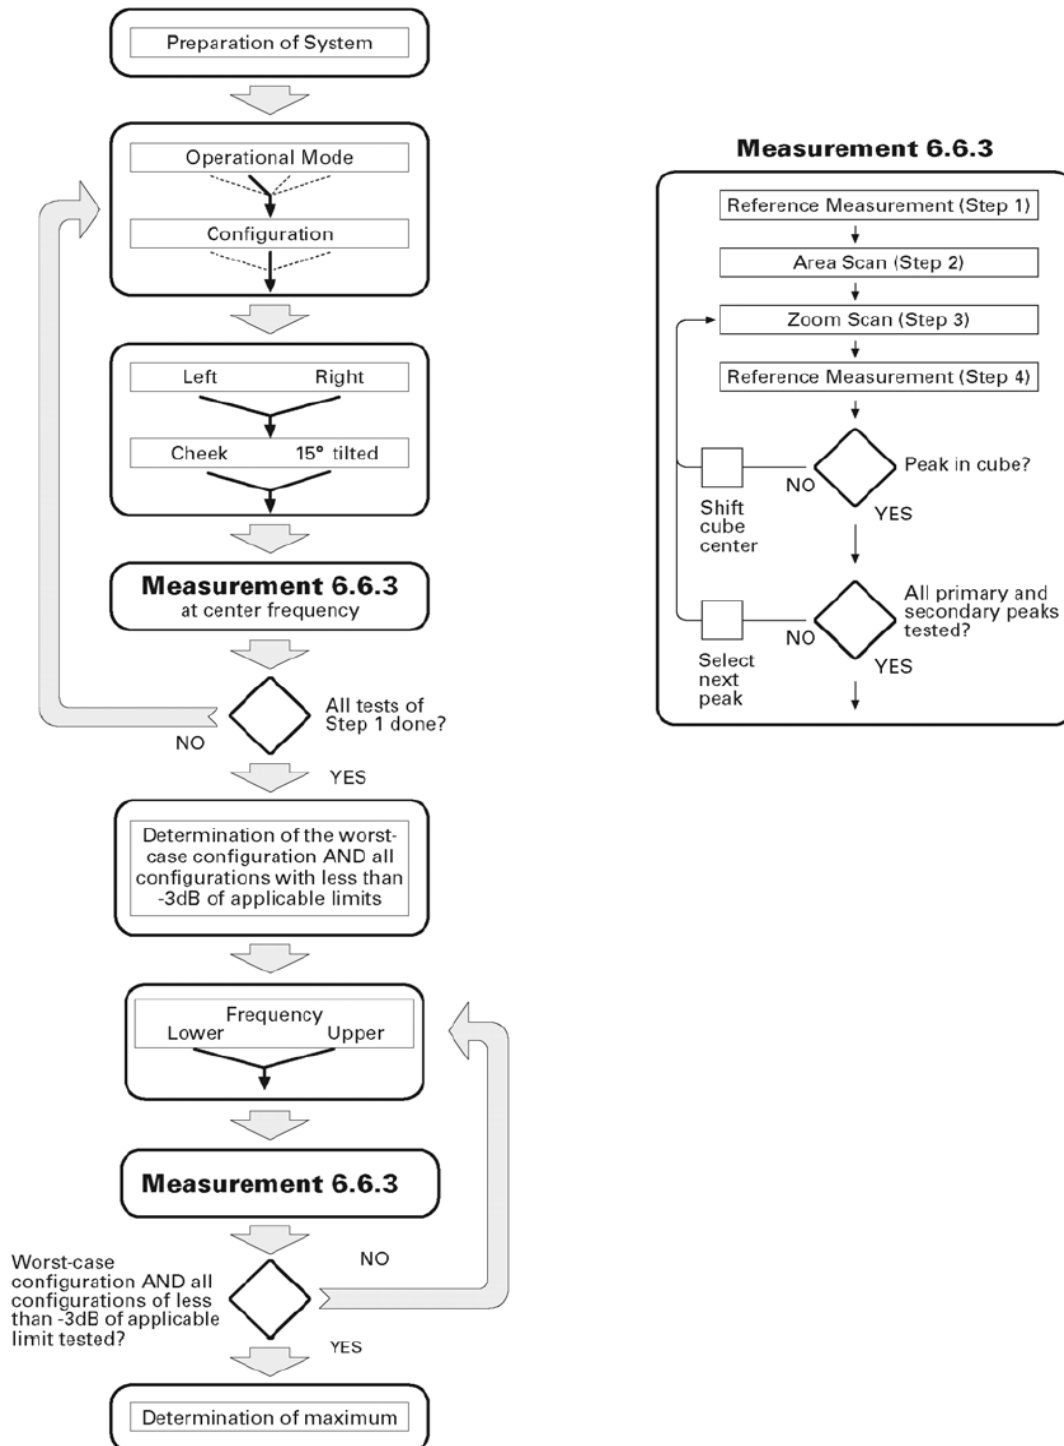 Preparation of System
Operational Mode
Configuration
Left Right
Cheek 15° tilted
Measurement 6.6.3
at center frequency
All tests of
Step 1 done?
NO
YES
Determination of the worst-
case configuration AND all
configurations with less than
-3dB of applicable limits
Frequency
Lower Upper
Measurement 6.6.3
Worst-case
configuration AND all
configurations of less
than -3dB of applicable
limit tested?
NO
YES
Determination of maximum
Measurement 6.6.3
Reference Measurement (Step 1)
Area Scan (Step 2)
Zoom Scan (Step 3)
Reference Measurement (Step 4)
Peak in cube?
NO
YES
Shift
cube
center
All primary and
secondary peaks
tested?
NO
YES
Select
next
peak